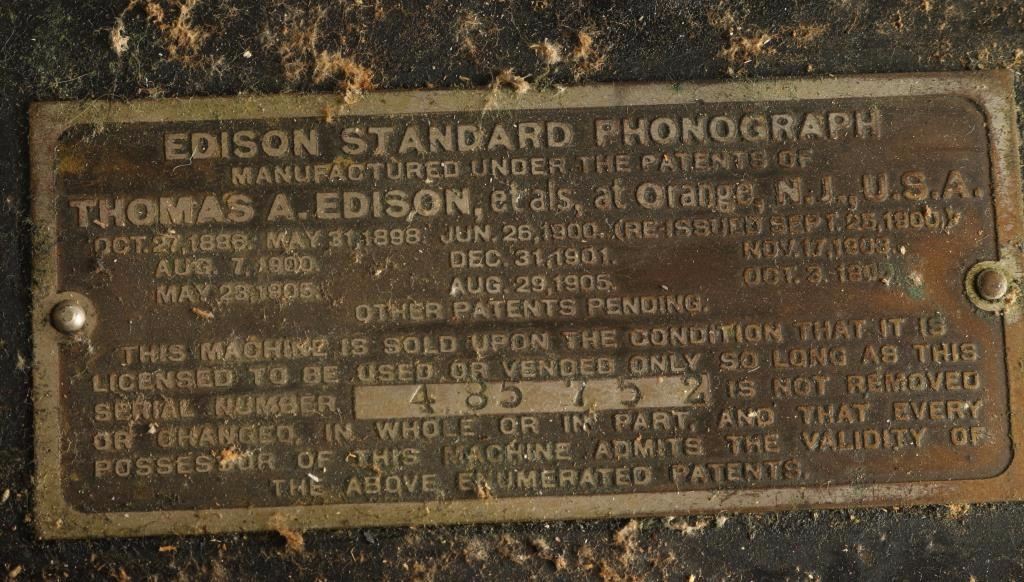 EDISON STANDARD PHONOGRAPH
MANUFACTURED UNDER THE PATENTS OF
THOMAS A. EDISON, et als, at Orange, N. J., U.S.A.
OCT. 27, 1896. MAY 31, 1898. JUN. 26, 1900. (RE-ISSUED SEPT. 25, 1900).
AUG. 7, 1900. DEC. 31, 1901. NOV. 17, 1903.
MAY 23, 1905. AUG. 29, 1905. OCT. 3,
OTHER PATENTS PENDING.
THIS MACHINE IS SOLD UPON THE CONDITION THAT IT IS
LICENSED TO BE USED OR VENDED ONLY SO LONG AS THIS
SERIAL NUMBER 485752 IS NOT REMOVED
OR CHANGED, IN WHOLE OR IN PART, AND THAT EVERY
POSSESSOR OF THIS MACHINE ADMITS THE VALIDITY OF
THE ABOVE ENUMERATED PATENTS.